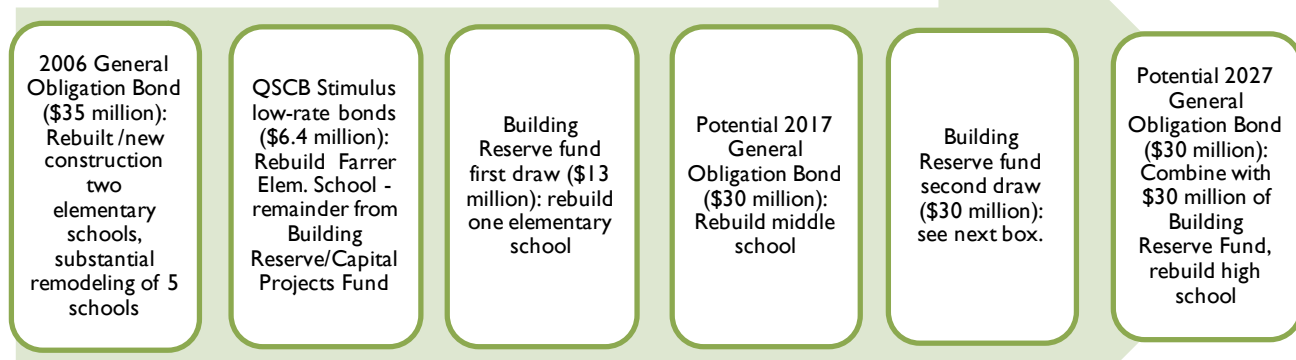 2006 General
Obligation Bond
($35 million):
Rebuilt /new
construction
two
elementary
schools,
substantial
remodeling of 5
schools
QSCB Stimulus
low-rate bonds
($6.4 million):
Rebuild Farrer
Elem. School -
remainder from
Building
Reserve/Capital
Projects Fund
Building
Reserve fund
first draw ($13
million): rebuild
one elementary
school
Potential 2017
General
Obligation Bond
($30 million):
Rebuild middle
school
Building
Reserve fund
second draw
($30 million):
see next box.
Potential 2027
General
Obligation Bond
($30 million):
Combine with
$30 million of
Building
Reserve Fund,
rebuild high
school